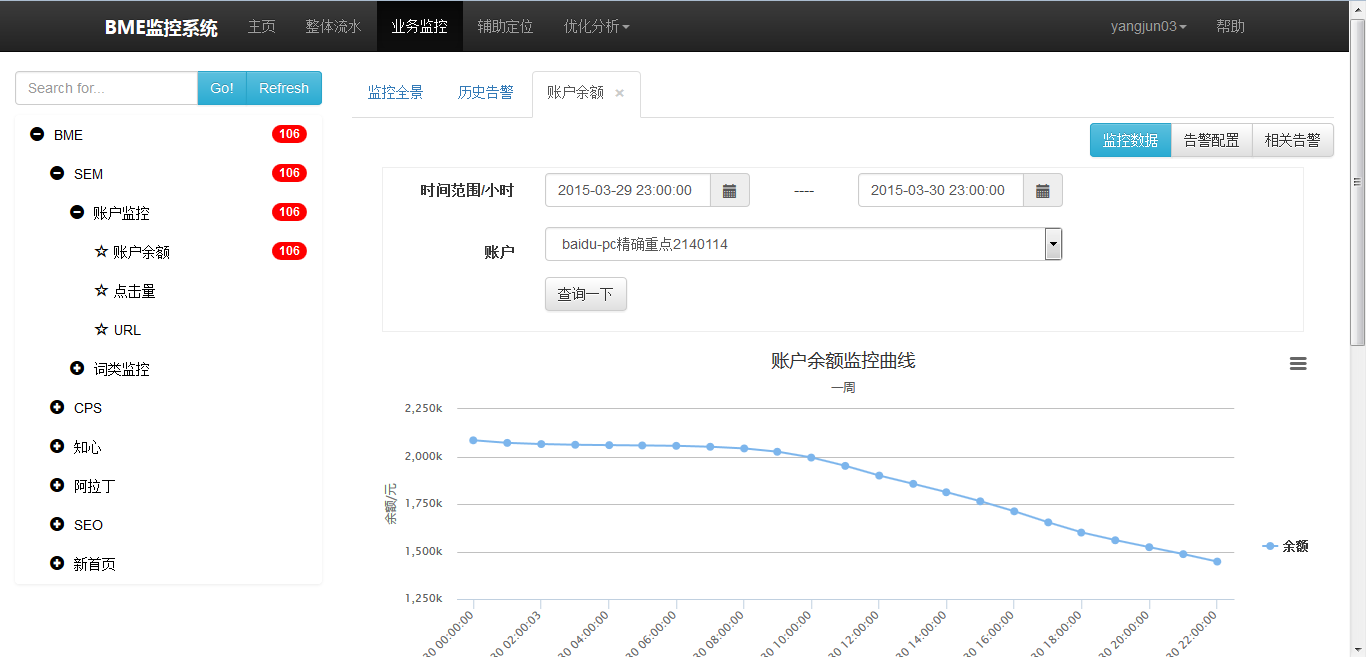 BME监控系统 主页 整体流水 业务监控 辅助定位 优化分析 yangjun03 帮助
Search for... Go! Refresh
监控全景 历史告警 账户余额 ×
监控数据 告警配置 相关告警
BME 106
SEM 106
账户监控 106
账户余额 106
点击量
URL
词类监控
CPS
知心
阿拉丁
SEO
新首页
时间范围/小时 2015-03-29 23:00:00 ---- 2015-03-30 23:00:00
账户 baidu-pc精确重点2140114
查询一下
账户余额监控曲线
一周
2,250k
2,000k
1,750k
1,500k
1,250k
余额/元
余额
30 00:00:00
30 02:00:03
30 04:00:00
30 06:00:00
30 08:00:00
30 10:00:00
30 12:00:00
30 14:00:00
30 16:00:00
30 18:00:00
30 20:00:00
30 22:00:00